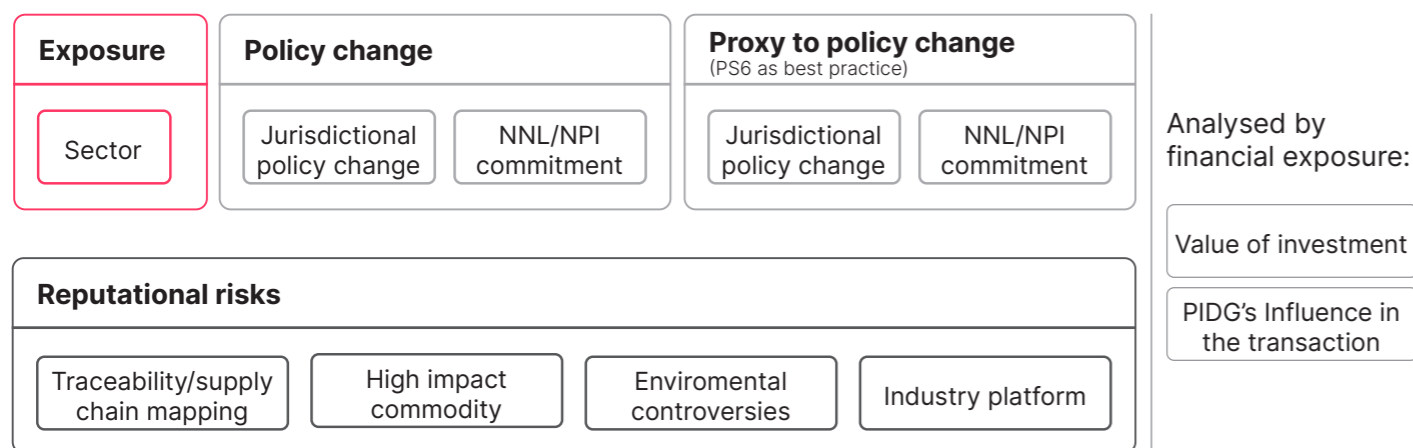 Exposure
Sector
Policy change
Jurisdictional
policy change
NNL/NPI
commitment
Proxy to policy change
(PS6 as best practice)
Jurisdictional
policy change
NNL/NPI
commitment
Reputational risks
Traceability/supply
chain mapping
High impact
commodity
Enviromental
controversies
Industry platform
Analysed by
financial exposure:
Value of investment
PIDG’s Influence in
the transaction